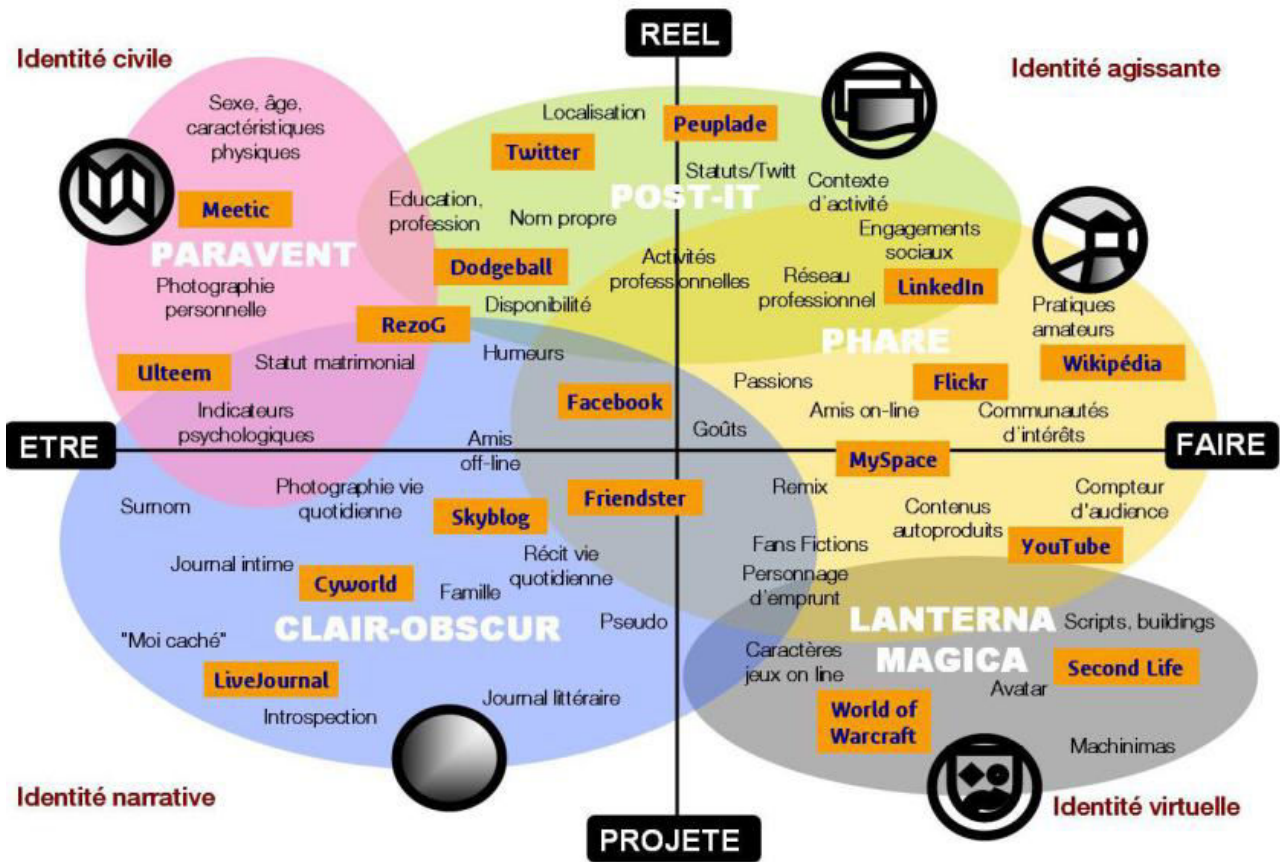 REEL
Identité civile
Identité agissante
Sexe, âge,
caractéristiques
physiques
Localisation
Peuplade
Twitter
Statuts/Twitt
POST-IT
Contexte
d'activité
Meetic
Education,
profession
Nom propre
Engagements
sociaux
PARAVENT
Dodgeball
Activités
professionnelles
Réseau
professionnel
LinkedIn
Photographie
personnelle
Disponibilité
Pratiques
amateurs
RezoG
PHARE
Humeurs
Statut matrimonial
Wikipédia
Ulteem
Passions
Flickr
Facebook
Indicateurs
psychologiques
Amis on-line
Communautés
d'intérêts
Goûts
ETRE
Amis
off-line
FAIRE
MySpace
Photographie vie
quotidienne
Friendster
Remix
Compteur
d'audience
Surnom
Skyblog
Contenus
autoproduits
YouTube
Fans Fictions
Journal intime
Récit vie
quotidienne
Cyworld
Famille
Personnage
d'emprunt
CLAIR-OBSCUR
Pseudo
LANTERNA
MAGICA
Scripts, buildings
"Moi caché"
Caractères
jeux on line
Second Life
LiveJournal
Avatar
Journal littéraire
Introspection
World of
Warcraft
Machinimas
Identité narrative
Identité virtuelle
PROJETE